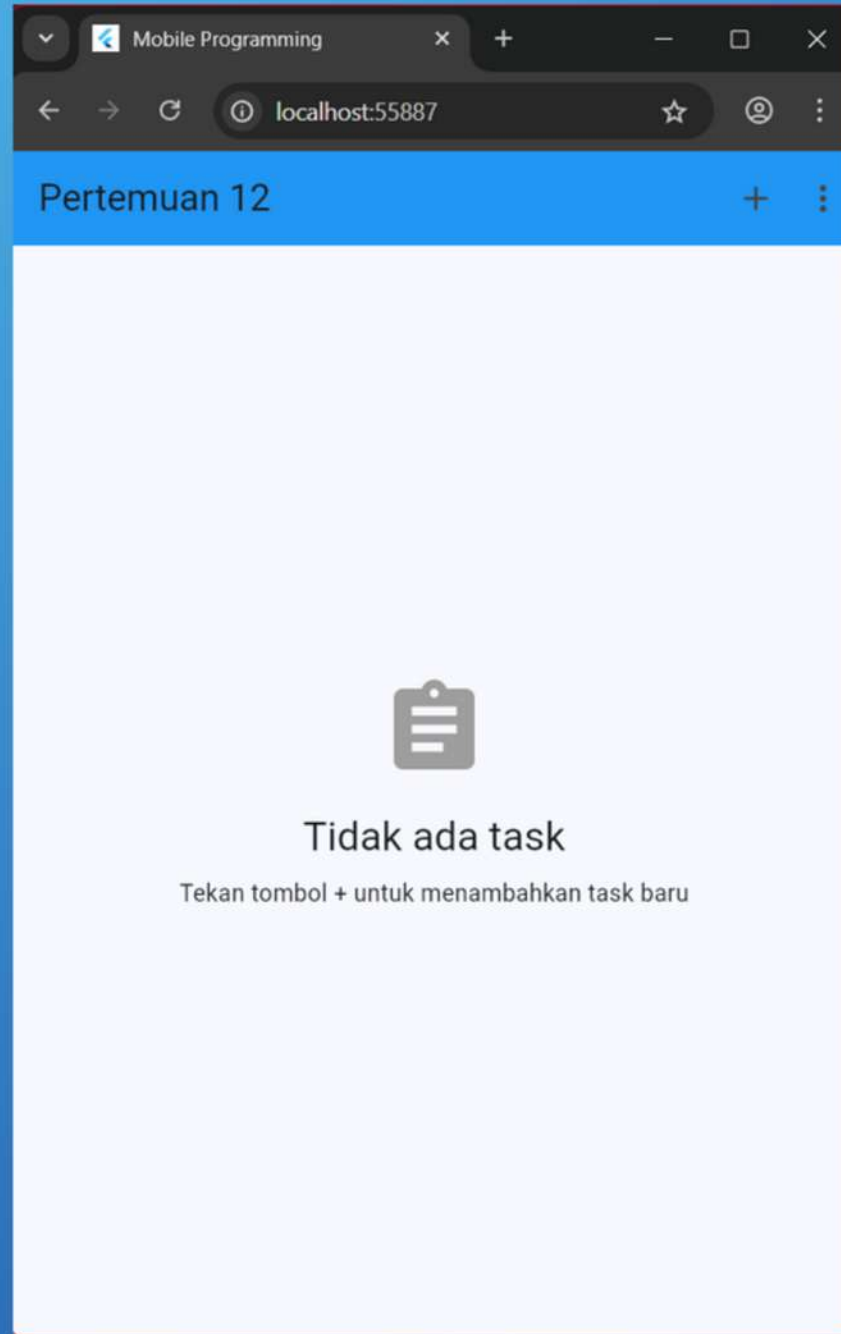 Mobile Programming
localhost:55887
Pertemuan 12
Tidak ada task
Tekan tombol + untuk menambahkan task baru